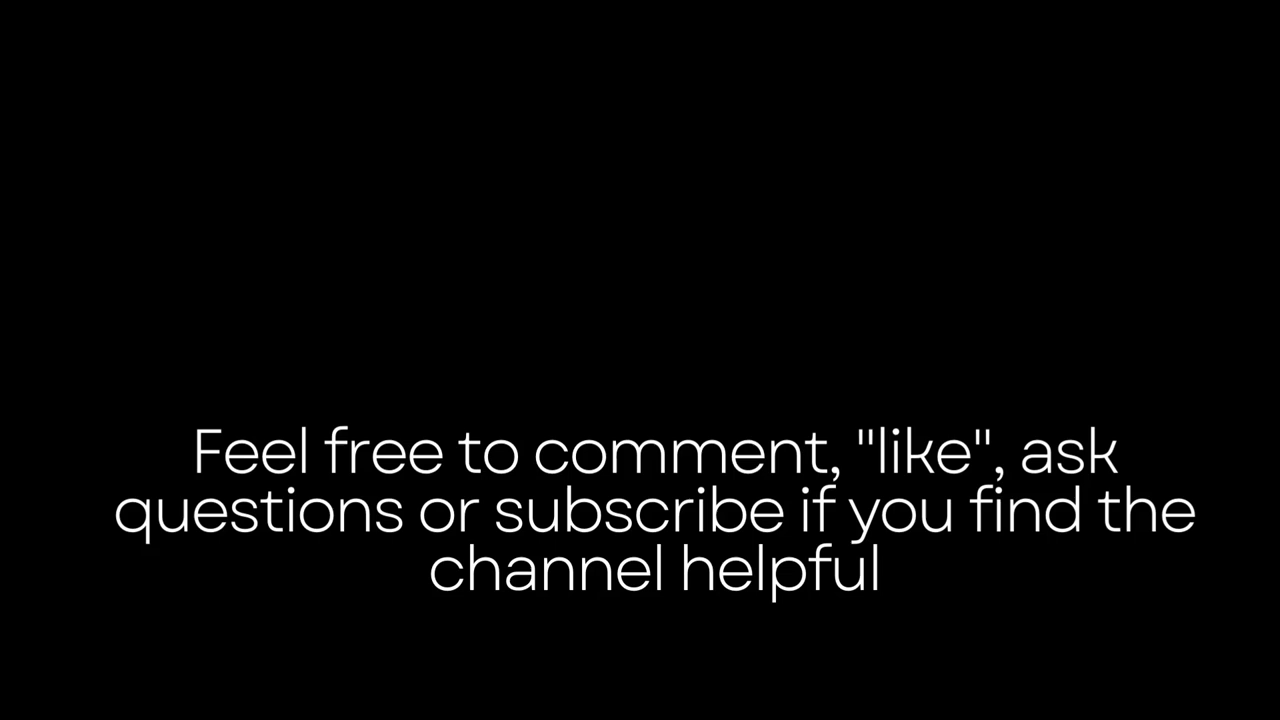 Feel free to comment, "like", ask
questions or subscribe if you find the
channel helpful